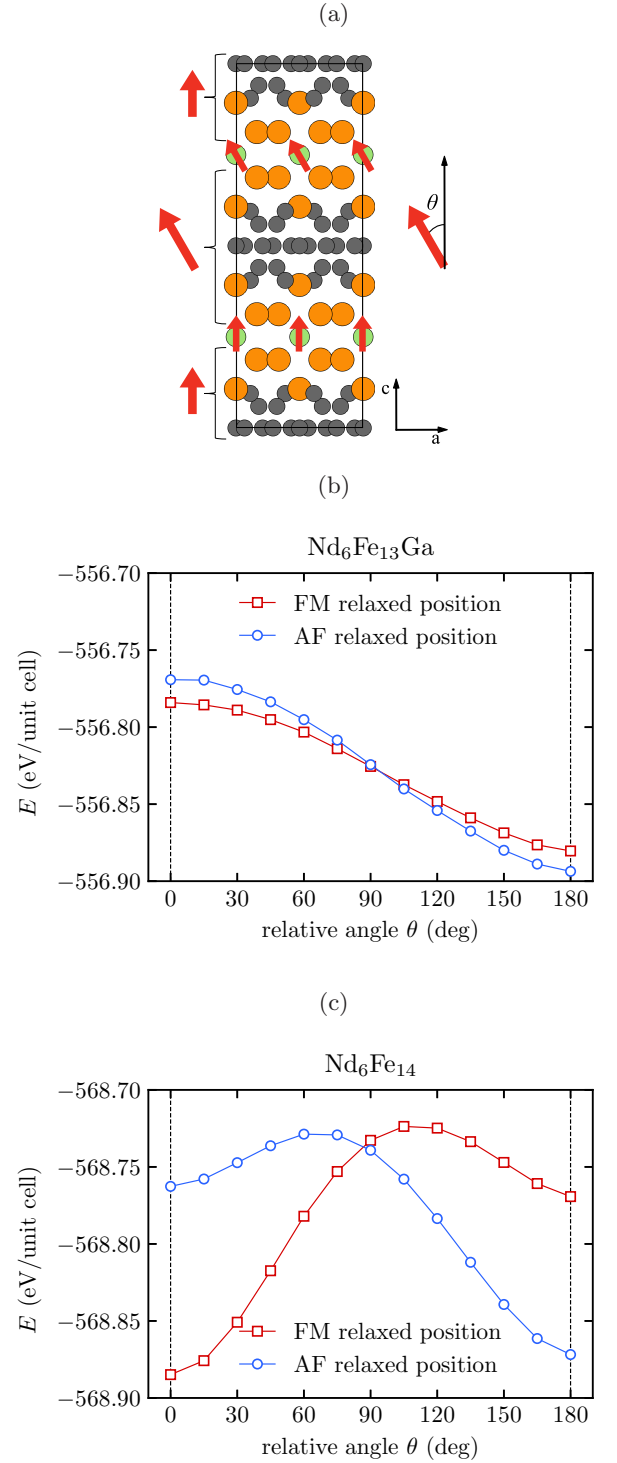 (a)
θ
c
a
(b)
Nd₆Fe₁₃Ga
−556.70
−556.75
−556.80
−556.85
−556.90
E (eV/unit cell)
FM relaxed position
AF relaxed position
0 30 60 90 120 150 180
relative angle θ (deg)
(c)
Nd₆Fe₁₄
−568.70
−568.75
−568.80
−568.85
−568.90
E (eV/unit cell)
FM relaxed position
AF relaxed position
0 30 60 90 120 150 180
relative angle θ (deg)